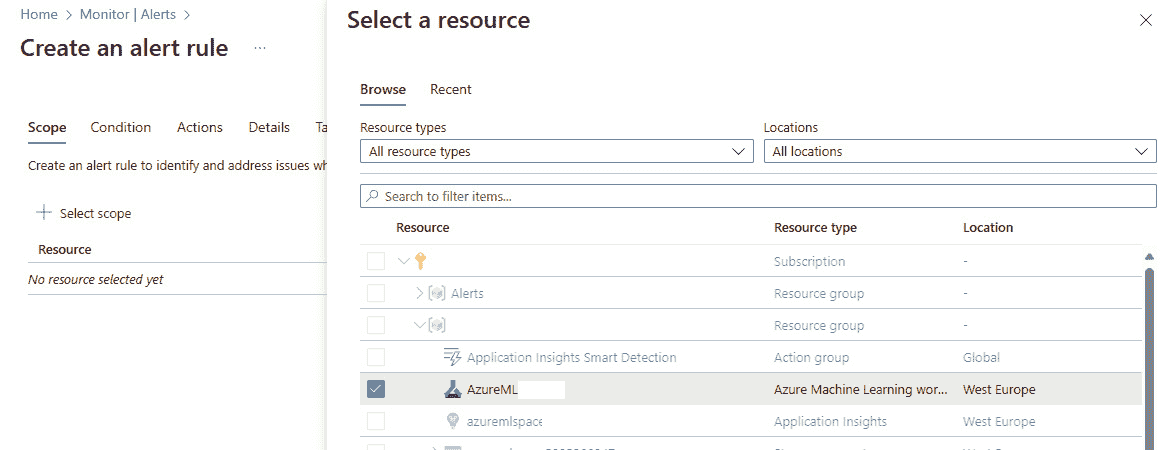 Home > Monitor | Alerts >
Create an alert rule ...
Scope Condition Actions Details Ta
Create an alert rule to identify and address issues wh
Select scope
Resource
No resource selected yet
Select a resource
Browse Recent
Resource types
All resource types
Locations
All locations
Search to filter items...
Resource Resource type Location
Subscription -
Alerts Resource group -
Resource group -
Application Insights Smart Detection Action group Global
AzureML Azure Machine Learning wor... West Europe
azuremlspace Application Insights West Europe